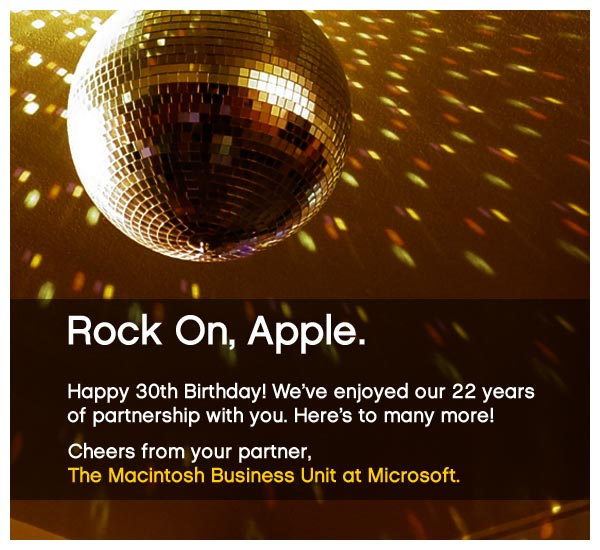 Rock On, Apple.
Happy 30th Birthday! We've enjoyed our 22 years
of partnership with you. Here's to many more!
Cheers from your partner,
The Macintosh Business Unit at Microsoft.